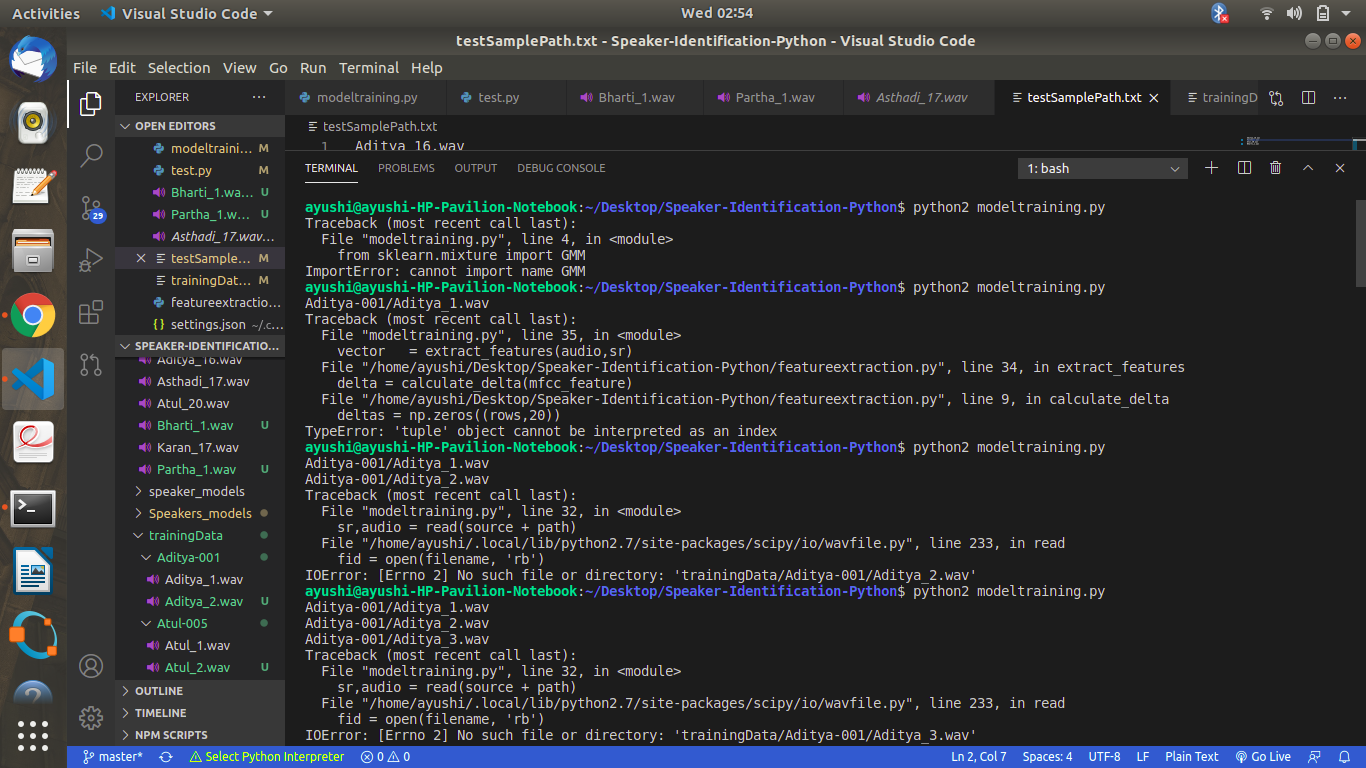 Activities
Visual Studio Code
Wed 02:54
testSamplePath.txt - Speaker-Identification-Python - Visual Studio Code
File Edit Selection View Go Run Terminal Help
EXPLORER
modeltraining.py
test.py
Bharti_1.wav
Partha_1.wav
Asthadi_17.wav
testSamplePath.txt
trainingD
OPEN EDITORS
modeltraini... M
test.py M
Bharti_1.wa... U
Partha_1.w... U
Asthadi_17.wav...
testSample... M
trainingDat... M
featureextractio...
{} settings.json ~/.c...
SPEAKER-IDENTIFICATIO...
Aditya_16.wav
Asthadi_17.wav
Atul_20.wav
Bharti_1.wav U
Karan_17.wav
Partha_1.wav U
speaker_models
Speakers_models
trainingData
Aditya-001
Aditya_1.wav
Aditya_2.wav U
Atul-005
Atul_1.wav
Atul_2.wav U
OUTLINE
TIMELINE
NPM SCRIPTS
29
testSamplePath.txt
1 Aditya_16.wav
TERMINAL PROBLEMS OUTPUT DEBUG CONSOLE
1: bash
ayushi@ayushi-HP-Pavilion-Notebook:~/Desktop/Speaker-Identification-Python$ python2 modeltraining.py
Traceback (most recent call last):
File "modeltraining.py", line 4, in <module>
from sklearn.mixture import GMM
ImportError: cannot import name GMM
ayushi@ayushi-HP-Pavilion-Notebook:~/Desktop/Speaker-Identification-Python$ python2 modeltraining.py
Aditya-001/Aditya_1.wav
Traceback (most recent call last):
File "modeltraining.py", line 35, in <module>
vector   = extract_features(audio,sr)
File "/home/ayushi/Desktop/Speaker-Identification-Python/featureextraction.py", line 34, in extract_features
delta = calculate_delta(mfcc_feature)
File "/home/ayushi/Desktop/Speaker-Identification-Python/featureextraction.py", line 9, in calculate_delta
deltas = np.zeros((rows,20))
TypeError: 'tuple' object cannot be interpreted as an index
ayushi@ayushi-HP-Pavilion-Notebook:~/Desktop/Speaker-Identification-Python$ python2 modeltraining.py
Aditya-001/Aditya_1.wav
Aditya-001/Aditya_2.wav
Traceback (most recent call last):
File "modeltraining.py", line 32, in <module>
sr,audio = read(source + path)
File "/home/ayushi/.local/lib/python2.7/site-packages/scipy/io/wavfile.py", line 233, in read
fid = open(filename, 'rb')
IOError: [Errno 2] No such file or directory: 'trainingData/Aditya-001/Aditya_2.wav'
ayushi@ayushi-HP-Pavilion-Notebook:~/Desktop/Speaker-Identification-Python$ python2 modeltraining.py
Aditya-001/Aditya_1.wav
Aditya-001/Aditya_2.wav
Aditya-001/Aditya_3.wav
Traceback (most recent call last):
File "modeltraining.py", line 32, in <module>
sr,audio = read(source + path)
File "/home/ayushi/.local/lib/python2.7/site-packages/scipy/io/wavfile.py", line 233, in read
fid = open(filename, 'rb')
IOError: [Errno 2] No such file or directory: 'trainingData/Aditya-001/Aditya_3.wav'
master* Select Python Interpreter 0 0 Ln 2, Col 7 Spaces: 4 UTF-8 LF Plain Text Go Live